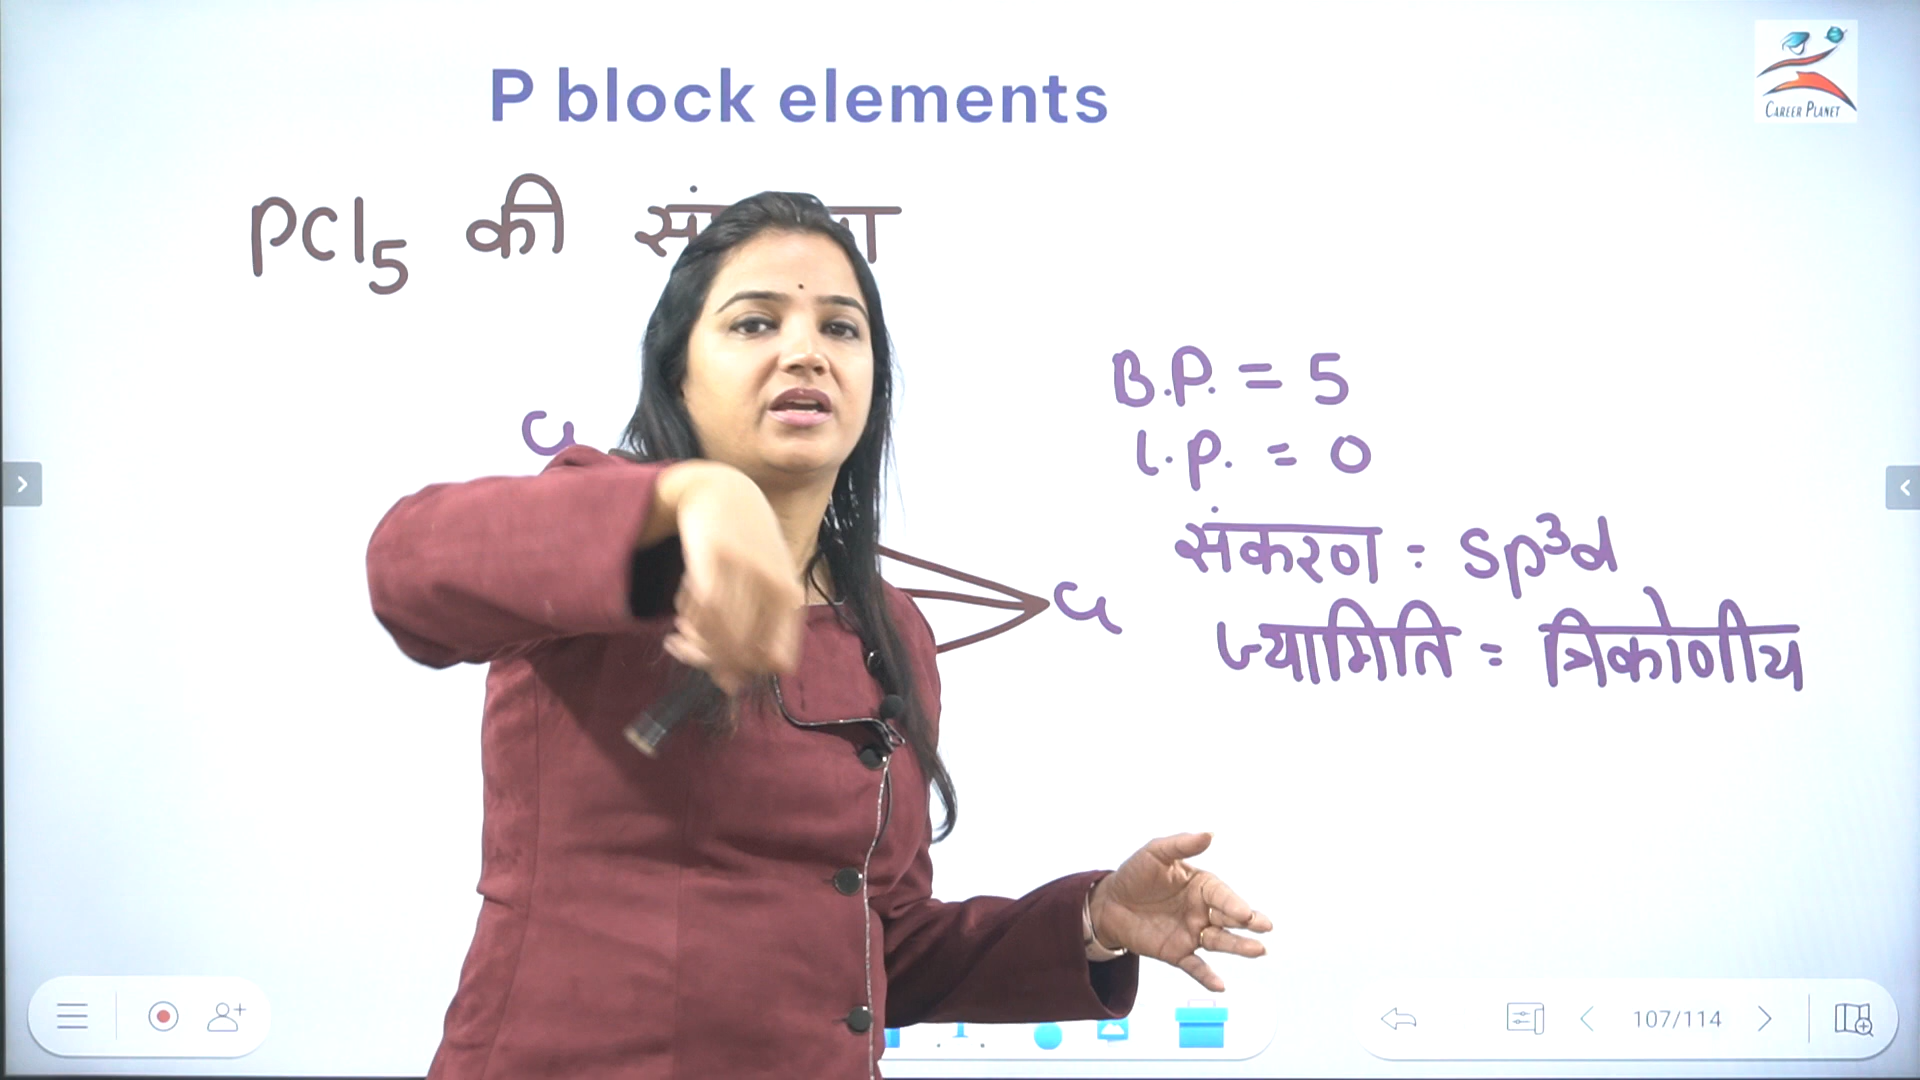 P block elements
CAREER PLANET
PCl5 की
B.P. = 5
L.P. = 0
संकरण = sp³d
ज्यामिति = त्रिकोणीय
Cl
Cl
107/114